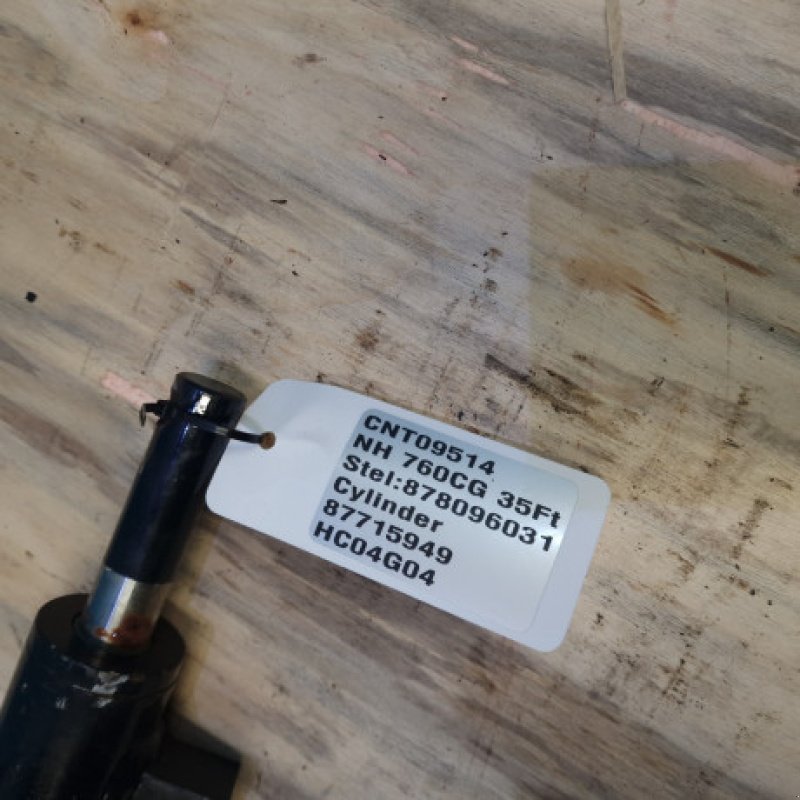 CNT09514
NH 760CG 35Ft
Stel:878096031
Cylinder
87715949
HC04G04